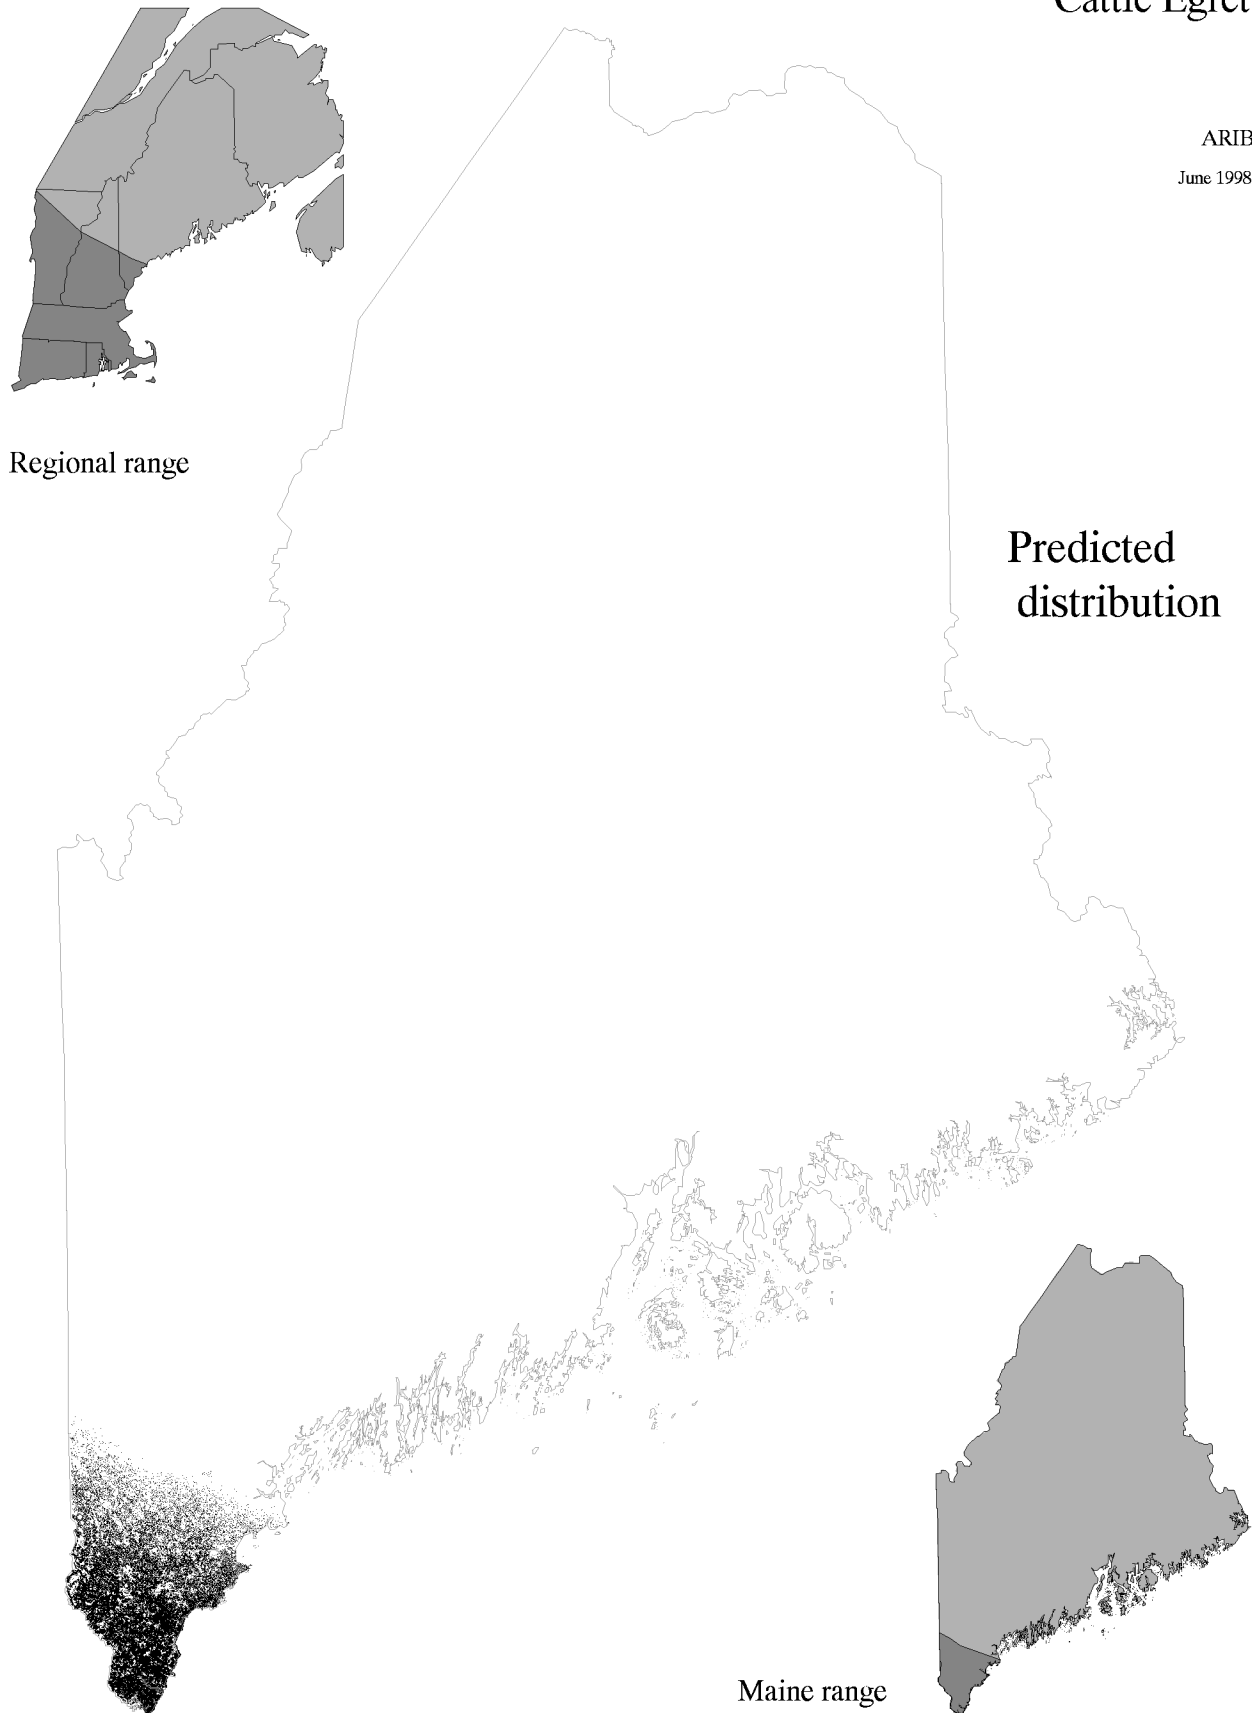 Cattle Egret
ARIB
June 1998
Regional range
Predicted
distribution
Maine range